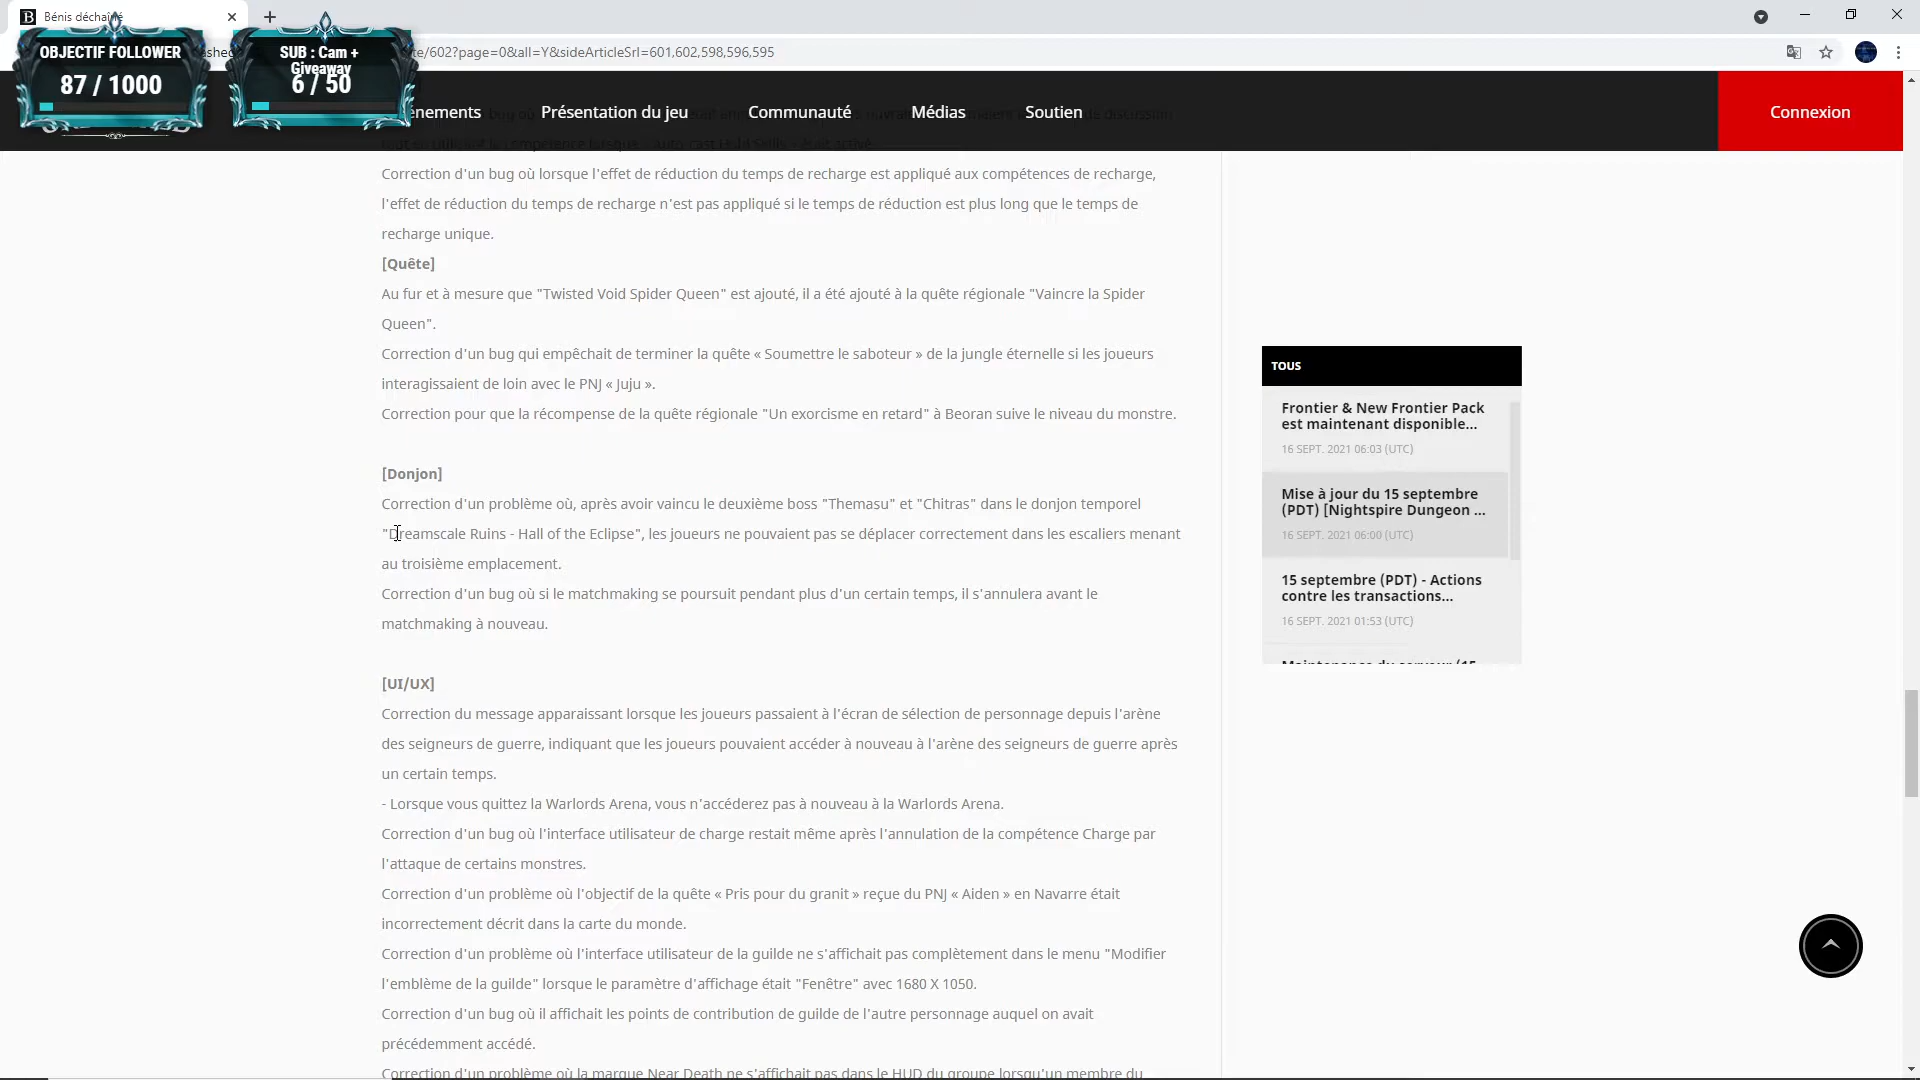 Bénis déchaîné
OBJECTIF FOLLOWER
87 / 1000
SUB : Cam +
Giveaway
6 / 50
te/602?page=0&all=Y&sideArticleSrl=601,602,598,596,595
énements
Présentation du jeu
Communauté
Médias
Soutien
Connexion
Correction d'un bug où lorsque l'effet de réduction du temps de recharge est appliqué aux compétences de recharge,
l'effet de réduction du temps de recharge n'est pas appliqué si le temps de réduction est plus long que le temps de
recharge unique.
[Quête]
Au fur et à mesure que "Twisted Void Spider Queen" est ajouté, il a été ajouté à la quête régionale "Vaincre la Spider
Queen".
Correction d'un bug qui empêchait de terminer la quête « Soumettre le saboteur » de la jungle éternelle si les joueurs
interagissaient de loin avec le PNJ « Juju ».
Correction pour que la récompense de la quête régionale "Un exorcisme en retard" à Beoran suive le niveau du monstre.
[Donjon]
Correction d'un problème où, après avoir vaincu le deuxième boss "Themasu" et "Chitras" dans le donjon temporel
"Dreamscale Ruins - Hall of the Eclipse", les joueurs ne pouvaient pas se déplacer correctement dans les escaliers menant
au troisième emplacement.
Correction d'un bug où si le matchmaking se poursuit pendant plus d'un certain temps, il s'annulera avant le
matchmaking à nouveau.
[UI/UX]
Correction du message apparaissant lorsque les joueurs passaient à l'écran de sélection de personnage depuis l'arène
des seigneurs de guerre, indiquant que les joueurs pouvaient accéder à nouveau à l'arène des seigneurs de guerre après
un certain temps.
- Lorsque vous quittez la Warlords Arena, vous n'accéderez pas à nouveau à la Warlords Arena.
Correction d'un bug où l'interface utilisateur de charge restait même après l'annulation de la compétence Charge par
l'attaque de certains monstres.
Correction d'un problème où l'objectif de la quête « Pris pour du granit » reçue du PNJ « Aiden » en Navarre était
incorrectement décrit dans la carte du monde.
Correction d'un problème où l'interface utilisateur de la guilde ne s'affichait pas complètement dans le menu "Modifier
l'emblème de la guilde" lorsque le paramètre d'affichage était "Fenêtre" avec 1680 X 1050.
Correction d'un bug où il affichait les points de contribution de guilde de l'autre personnage auquel on avait
précédemment accédé.
Correction d'un problème où la marque Near Death ne s'affichait pas dans le HUD du groupe lorsqu'un membre du
TOUS
Frontier & New Frontier Pack
est maintenant disponible...
16 SEPT. 2021 06:03 (UTC)
Mise à jour du 15 septembre
(PDT) [Nightspire Dungeon ...
16 SEPT. 2021 06:00 (UTC)
15 septembre (PDT) - Actions
contre les transactions...
16 SEPT. 2021 01:53 (UTC)
Maintenance du serveur (15